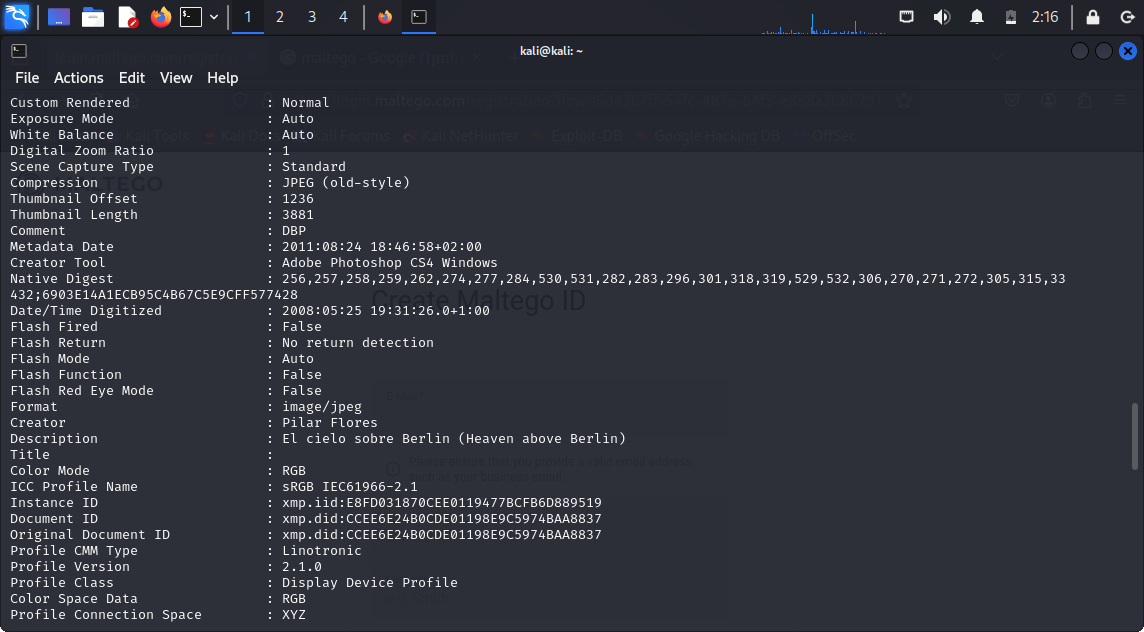 1 2 3 4 2:16
kali@kali: ~
File Actions Edit View Help
Custom Rendered : Normal
Exposure Mode : Auto
White Balance : Auto
Digital Zoom Ratio : 1
Scene Capture Type : Standard
Compression : JPEG (old-style)
Thumbnail Offset : 1236
Thumbnail Length : 3881
Comment : DBP
Metadata Date : 2011:08:24 18:46:58+02:00
Creator Tool : Adobe Photoshop CS4 Windows
Native Digest : 256,257,258,259,262,274,277,284,530,531,282,283,296,301,318,319,529,532,306,270,271,272,305,315,33
432;6903E14A1ECB95C4B67C5E9CFF577428
Create Maltego ID
Date/Time Digitized : 2008:05:25 19:31:26.0+1:00
Flash Fired : False
Flash Return : No return detection
Flash Mode : Auto
Flash Function : False
Flash Red Eye Mode : False
Format : image/jpeg
Creator : Pilar Flores
Description : El cielo sobre Berlin (Heaven above Berlin)
Title :
Color Mode : RGB
ICC Profile Name : sRGB IEC61966-2.1
Instance ID : xmp.iid:E8FD031870CEE0119477BCFB6D889519
Document ID : xmp.did:CCEE6E24B0CDE01198E9C5974BAA8837
Original Document ID : xmp.did:CCEE6E24B0CDE01198E9C5974BAA8837
Profile CMM Type : Linotronic
Profile Version : 2.1.0
Profile Class : Display Device Profile
Color Space Data : RGB
Profile Connection Space : XYZ